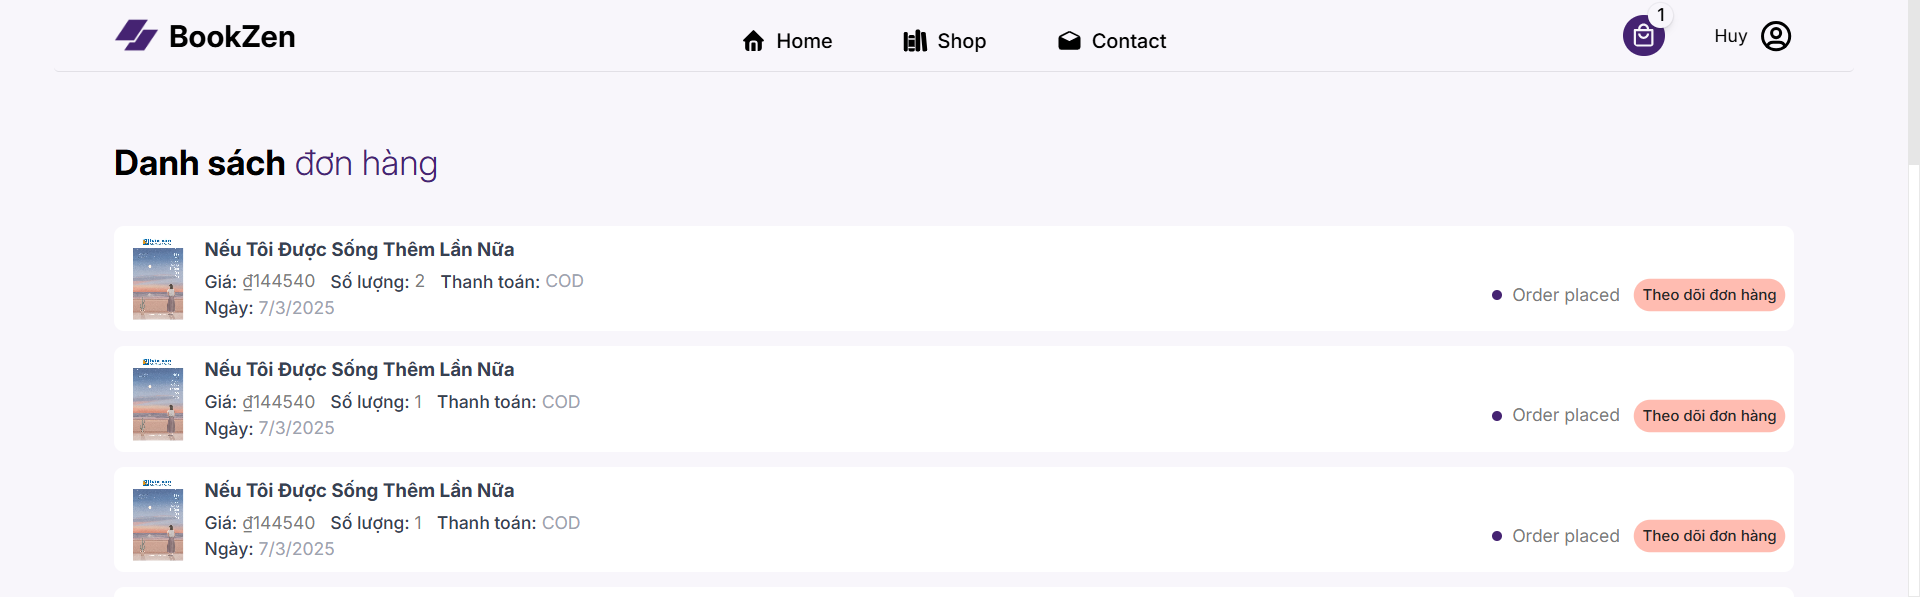 BookZen Home Shop Contact 1 Huy
Danh sách đơn hàng
Nếu Tôi Được Sống Thêm Lần Nữa
Giá: ₫144540 Số lượng: 2 Thanh toán: COD
Ngày: 7/3/2025
Order placed Theo dõi đơn hàng
Nếu Tôi Được Sống Thêm Lần Nữa
Giá: ₫144540 Số lượng: 1 Thanh toán: COD
Ngày: 7/3/2025
Order placed Theo dõi đơn hàng
Nếu Tôi Được Sống Thêm Lần Nữa
Giá: ₫144540 Số lượng: 1 Thanh toán: COD
Ngày: 7/3/2025
Order placed Theo dõi đơn hàng